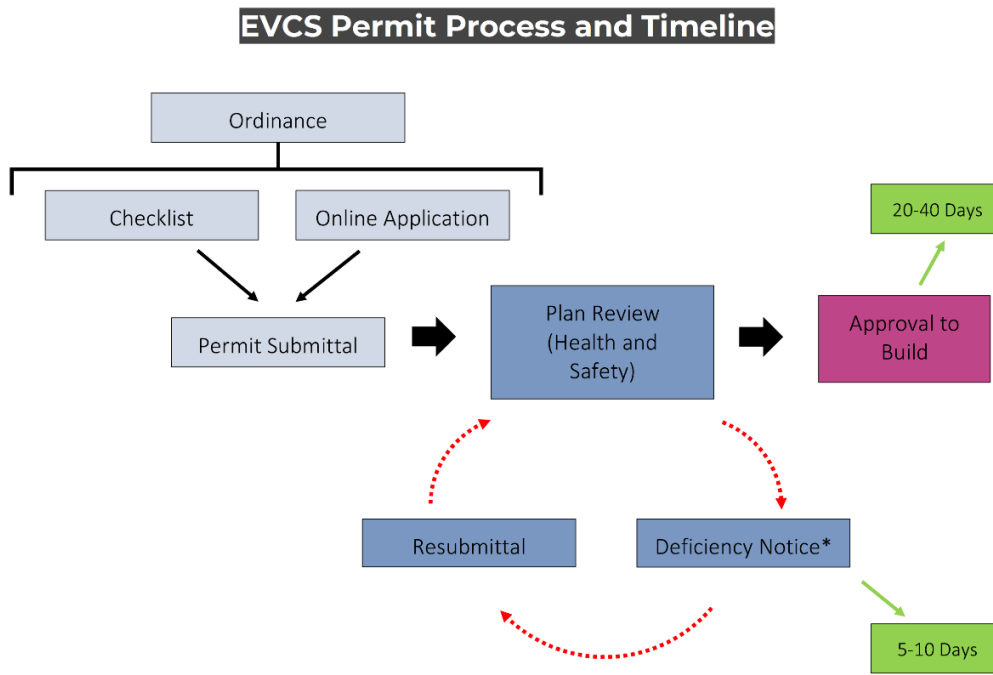 EVCS Permit Process and Timeline
Ordinance
Checklist
Online Application
Permit Submittal
Plan Review
(Health and
Safety)
Approval to
Build
20-40 Days
Resubmittal
Deficiency Notice*
5-10 Days